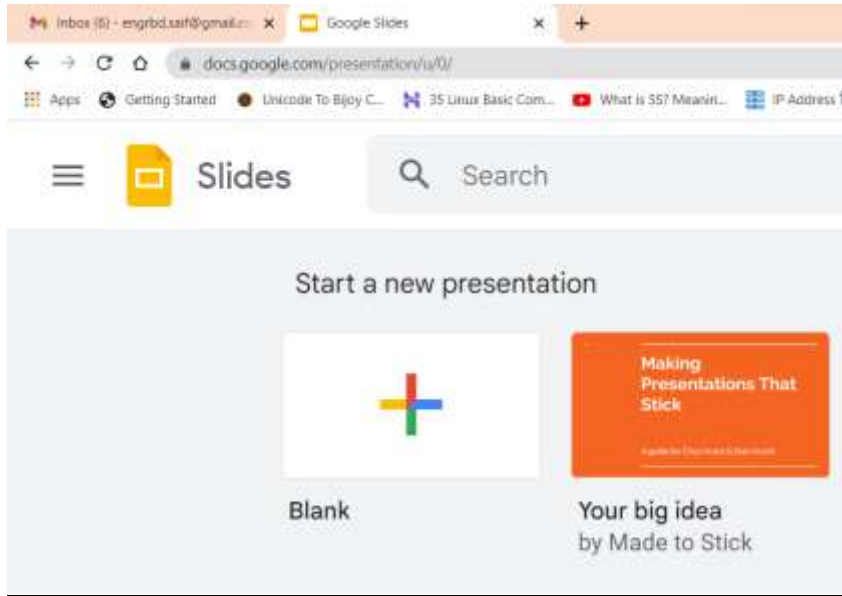 Inbox (6) - engrbd.saif@gmail.co
Google Slides
docs.google.com/presentation/u/0/
Apps Getting Started Unicode To Bijoy C... 35 Linux Basic Com... What is SS? Meanin... IP Address
Slides
Search
Start a new presentation
Making
Presentations That
Stick
Blank
Your big idea
by Made to Stick